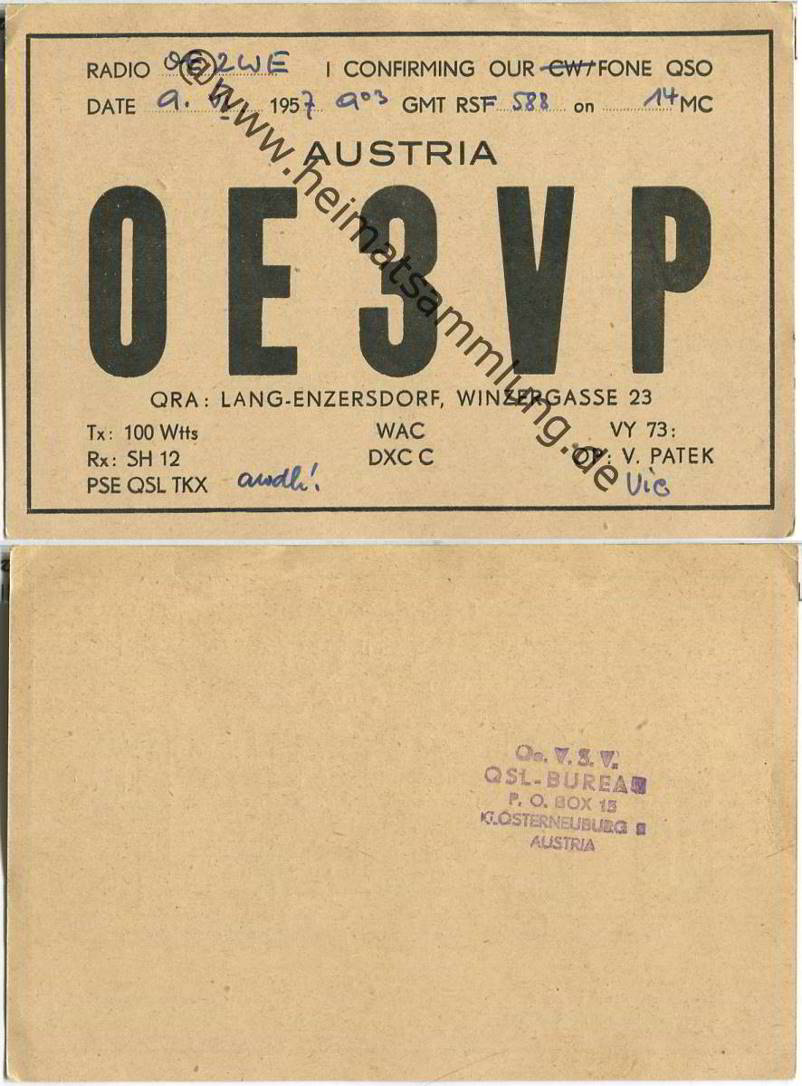 RADIO OE2WE I CONFIRMING OUR CW/FONE QSO
DATE 9. 1957 9°3 GMT RSF 588 on 14 MC
AUSTRIA
OE3VP
QRA: LANG-ENZERSDORF, WINZERGASSE 23
Tx: 100 Wtts WAC VY 73:
Rx: SH 12 DXC C OP: V. PATEK
PSE QSL TKX awdh! Vic
@www.heimatsammlung.de
Oe. V. S. V.
QSL-BUREAU
P. O. BOX 15
KLOSTERNEUBURG
AUSTRIA